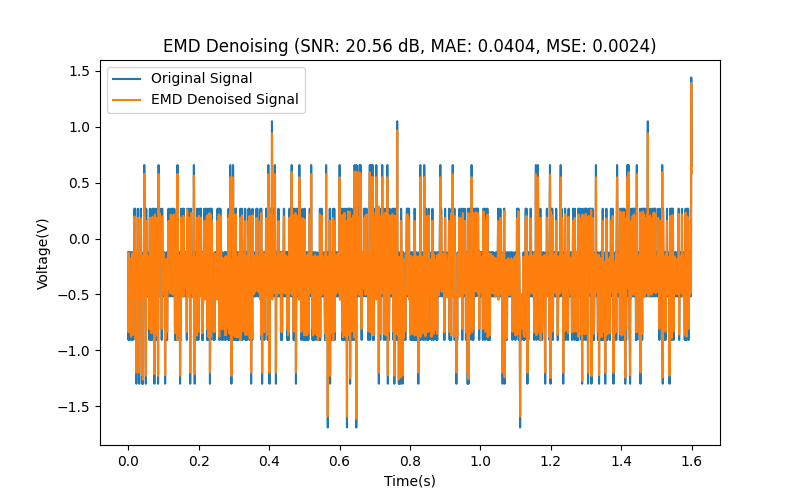 EMD Denoising (SNR: 20.56 dB, MAE: 0.0404, MSE: 0.0024)
Original Signal
EMD Denoised Signal
1.5
1.0
0.5
0.0
−0.5
−1.0
−1.5
Voltage(V)
0.0 0.2 0.4 0.6 0.8 1.0 1.2 1.4 1.6
Time(s)